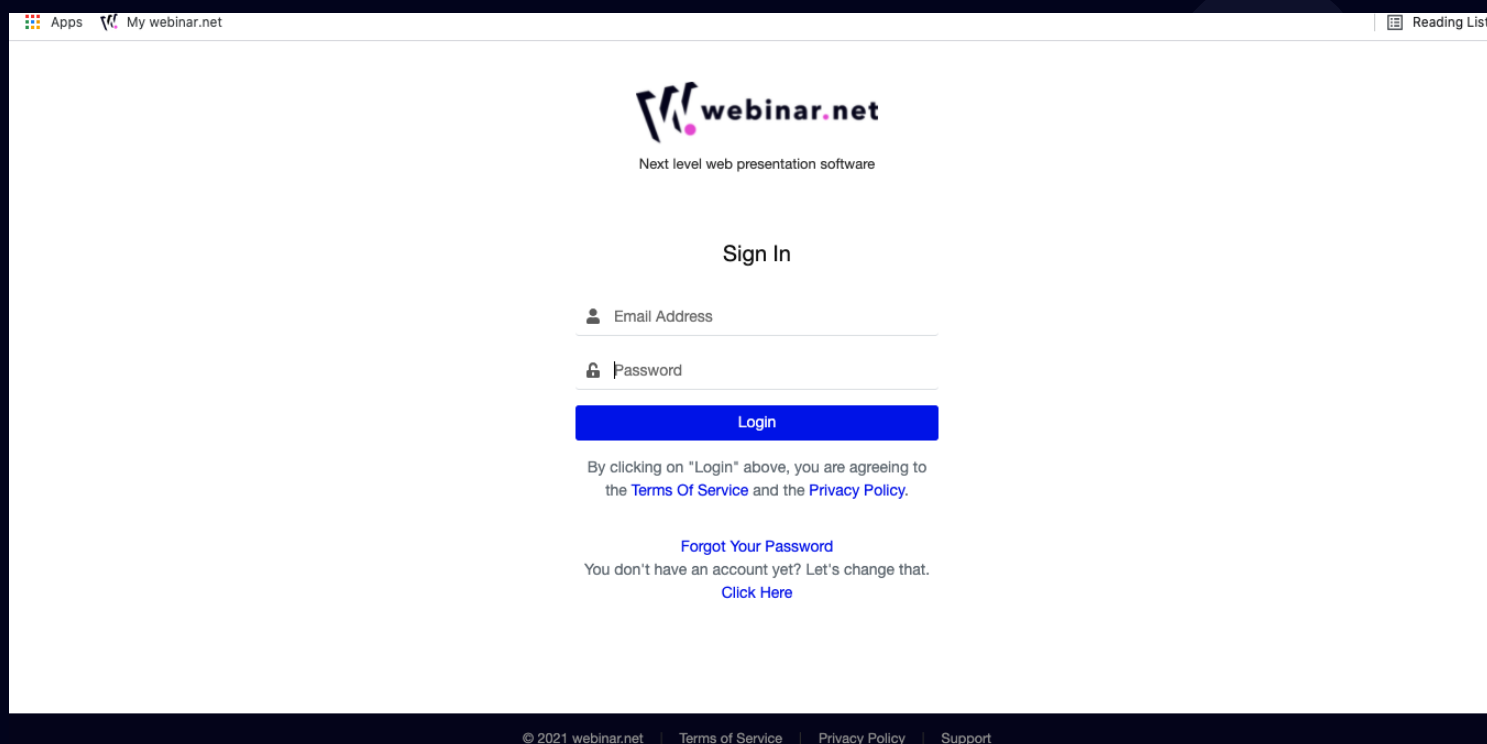 Apps My webinar.net Reading List
webinar.net
Next level web presentation software
Sign In
Email Address
Password
Login
By clicking on "Login" above, you are agreeing to
the Terms Of Service and the Privacy Policy.
Forgot Your Password
You don't have an account yet? Let's change that.
Click Here
© 2021 webinar.net | Terms of Service | Privacy Policy | Support